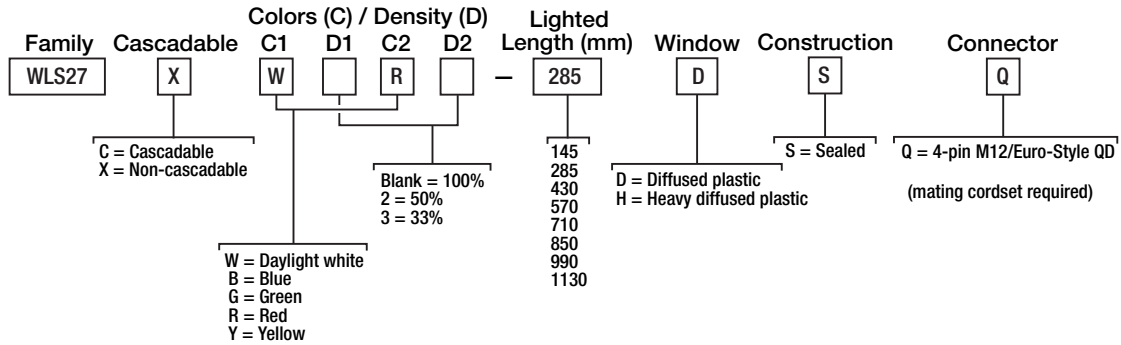 Colors (C) / Density (D)
Family Cascadable C1 D1 C2 D2 Lighted Length (mm) Window Construction Connector
WLS27 X W R – 285 D S Q
C = Cascadable
X = Non-cascadable
Blank = 100%
2 = 50%
3 = 33%
W = Daylight white
B = Blue
G = Green
R = Red
Y = Yellow
145
285
430
570
710
850
990
1130
D = Diffused plastic
H = Heavy diffused plastic
S = Sealed
Q = 4-pin M12/Euro-Style QD
(mating cordset required)